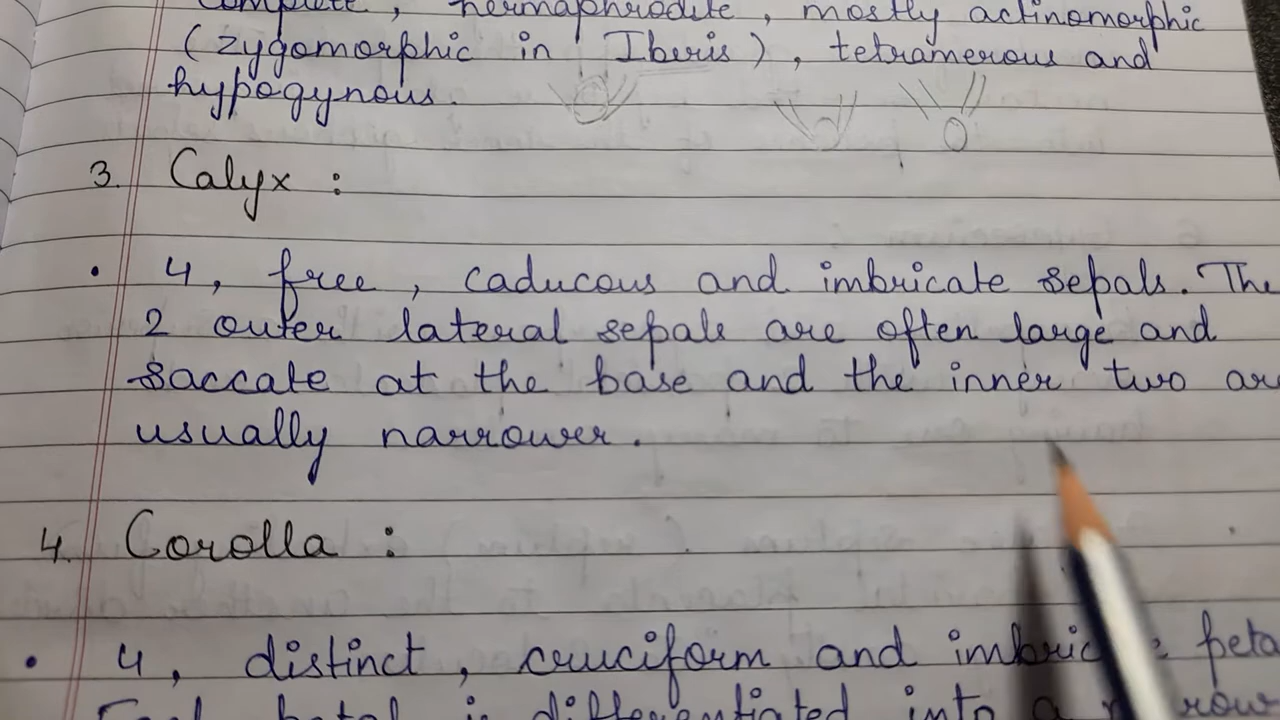 complete, hermaphrodite, mostly actinomorphic
(zygomorphic in Iberis), tetramerous and
hypogynous.
3. Calyx :
• 4, free, caducous and imbricate sepals. The
2 outer lateral sepals are often large and
saccate at the base and the inner two are
usually narrower.
4. Corolla :
• 4, distinct, cruciform and
differentiated into a